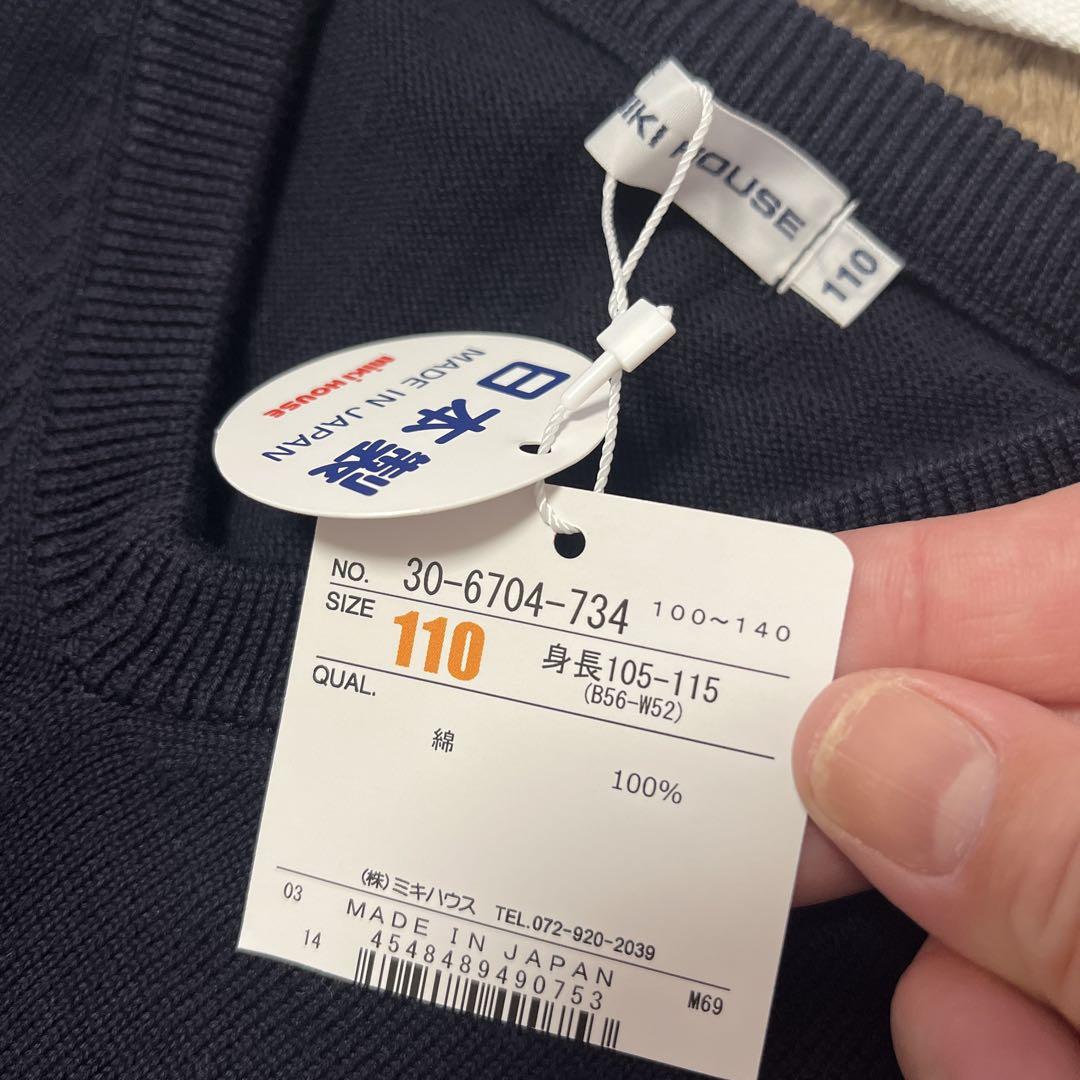 MIKI HOUSE
110
日本製
MADE IN JAPAN
miki HOUSE
NO. 30-6704-734 100～140
SIZE 110 身長105-115
(B56-W52)
QUAL.
綿 100%
(株)ミキハウス TEL.072-920-2039
03
MADE IN JAPAN
14
4548489490753
M69